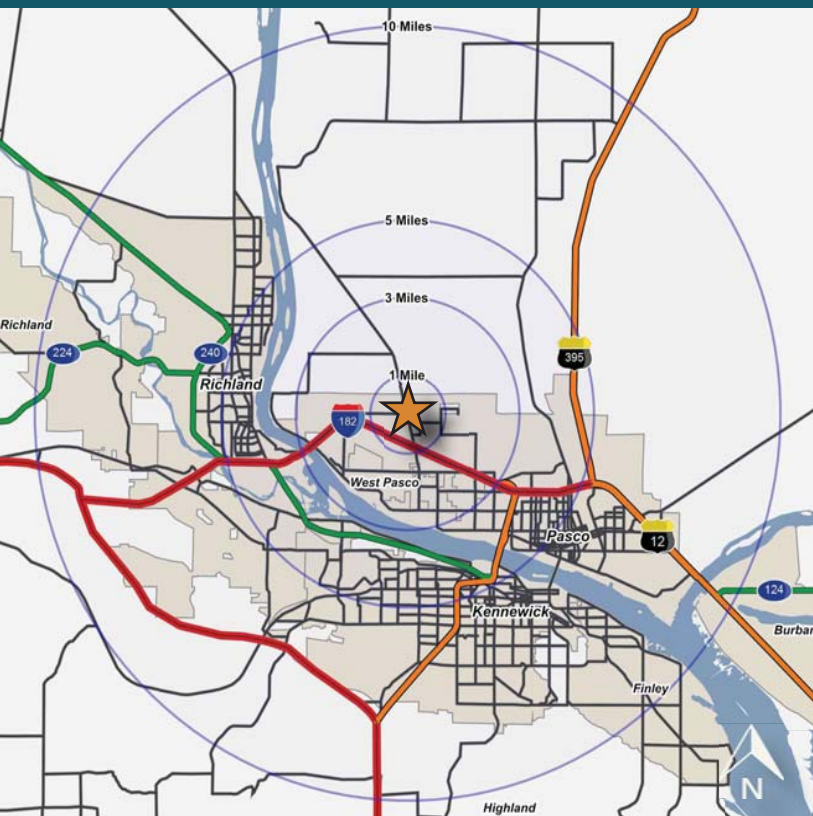 10 Miles
5 Miles
3 Miles
Richland
224
240
395
1 Mile
Richland
182
West Pasco
Pasco
12
124
Kennewick
Burbar
Finley
N
Highland